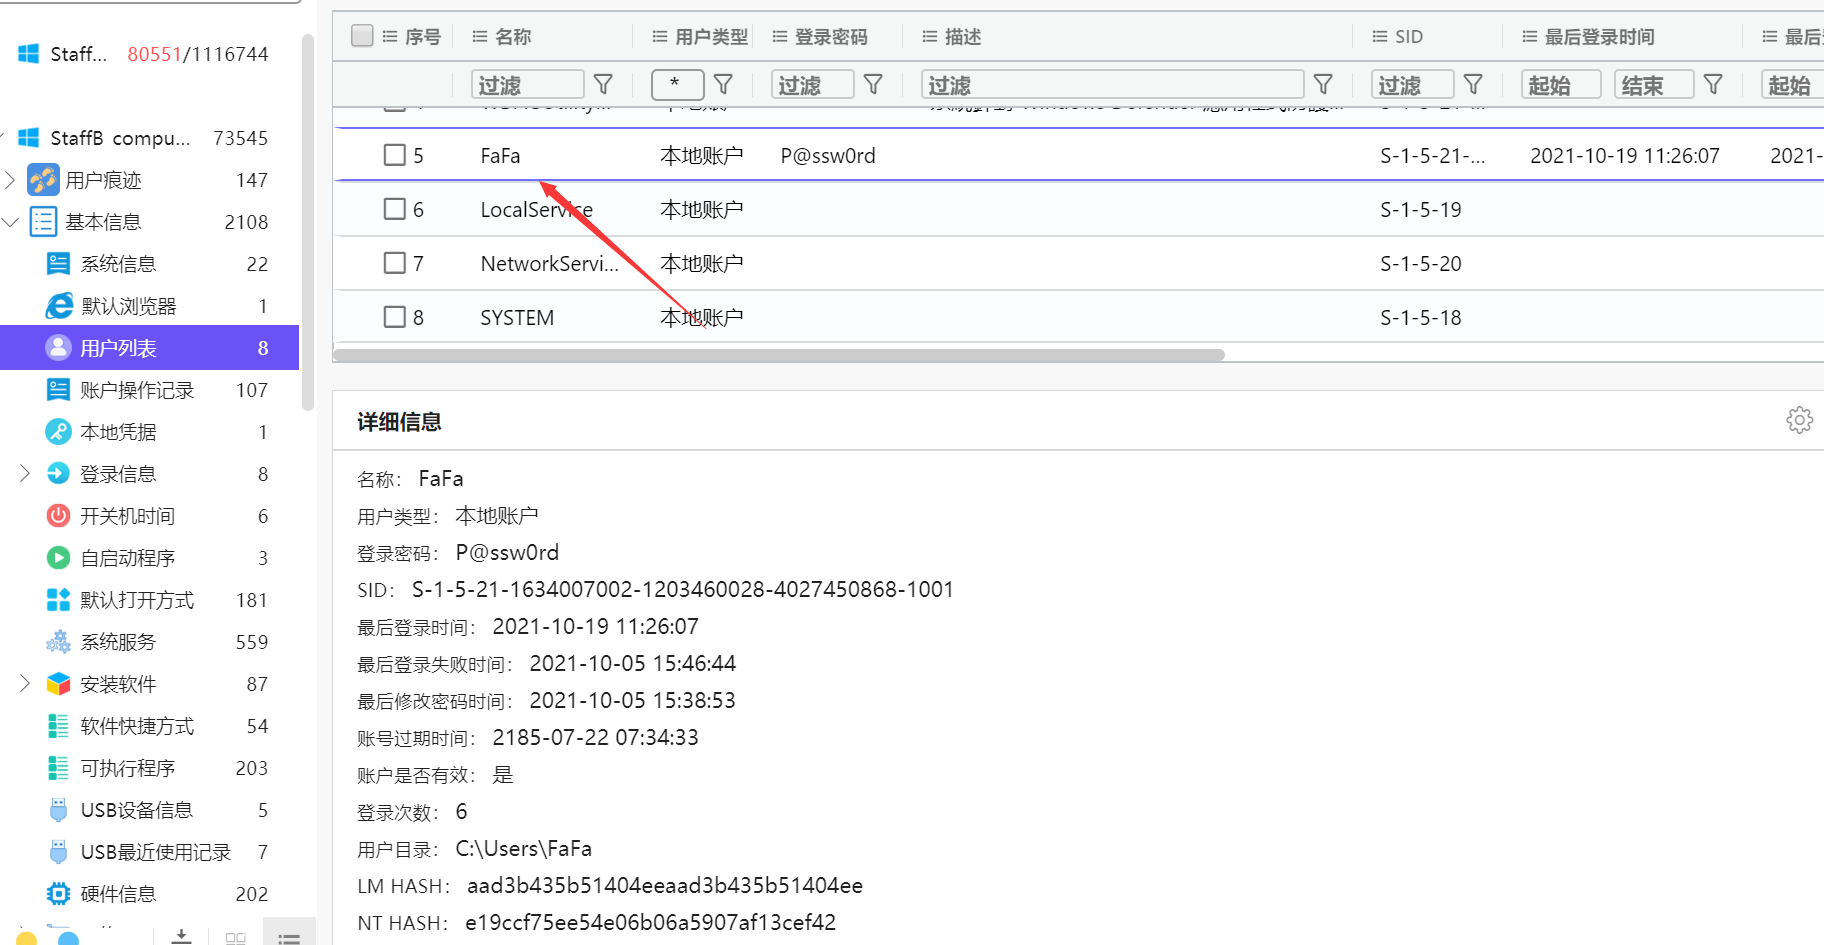 Staff... 80551/1116744
StaffB compu... 73545
用户痕迹 147
基本信息 2108
系统信息 22
默认浏览器 1
用户列表 8
账户操作记录 107
本地凭据 1
登录信息 8
开关机时间 6
自启动程序 3
默认打开方式 181
系统服务 559
安装软件 87
软件快捷方式 54
可执行程序 203
USB设备信息 5
USB最近使用记录 7
硬件信息 202
序号 名称 用户类型 登录密码 描述 SID 最后登录时间 最后
过滤 * 过滤 过滤 过滤 起始 结束 起始
5 FaFa 本地账户 P@ssw0rd S-1-5-21-... 2021-10-19 11:26:07 2021-
6 LocalService 本地账户 S-1-5-19
7 NetworkServi... 本地账户 S-1-5-20
8 SYSTEM 本地账户 S-1-5-18
详细信息
名称： FaFa
用户类型： 本地账户
登录密码： P@ssw0rd
SID： S-1-5-21-1634007002-1203460028-4027450868-1001
最后登录时间： 2021-10-19 11:26:07
最后登录失败时间： 2021-10-05 15:46:44
最后修改密码时间： 2021-10-05 15:38:53
账号过期时间： 2185-07-22 07:34:33
账户是否有效： 是
登录次数： 6
用户目录： C:\Users\FaFa
LM HASH： aad3b435b51404eeaad3b435b51404ee
NT HASH： e19ccf75ee54e06b06a5907af13cef42